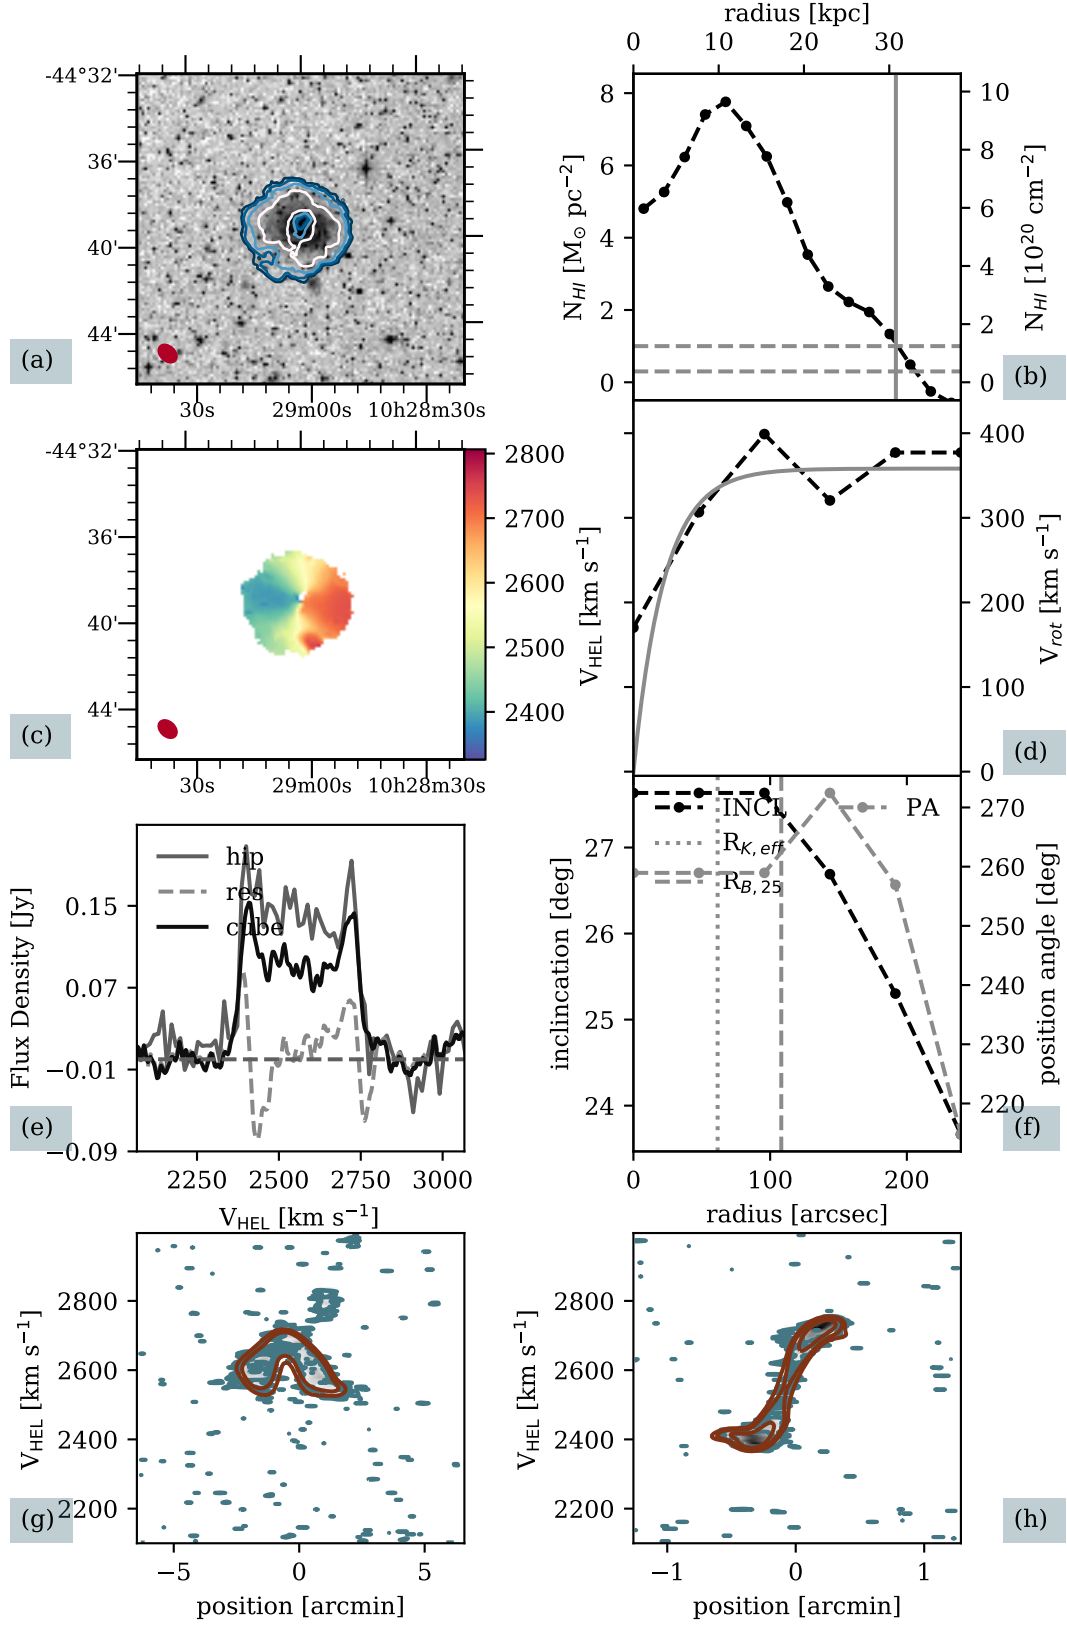 radius [kpc]
0 10 20 30
-44°32'
36'
40'
44'
(a)
30s 29m00s 10h28m30s
8
6
4
2
0
N_HI [M⊙ pc⁻²]
10
8
6
4
2
0
N_HI [10²⁰ cm⁻²]
(b)
-44°32'
36'
40'
44'
(c)
30s 29m00s 10h28m30s
2800
2700
2600
2500
2400
V_HEL [km s⁻¹]
400
300
200
100
0
V_rot [km s⁻¹]
(d)
Flux Density [Jy]
0.15
0.07
−0.01
−0.09
hip
res
cube
(e)
2250 2500 2750 3000
V_HEL [km s⁻¹]
inclincation [deg]
27
26
25
24
INCL
R_K,eff
R_B,25
PA
270
260
250
240
230
220
position angle [deg]
(f)
0 100 200
radius [arcsec]
V_HEL [km s⁻¹]
2800
2600
2400
2200
(g)
−5 0 5
position [arcmin]
V_HEL [km s⁻¹]
2800
2600
2400
2200
(h)
−1 0 1
position [arcmin]